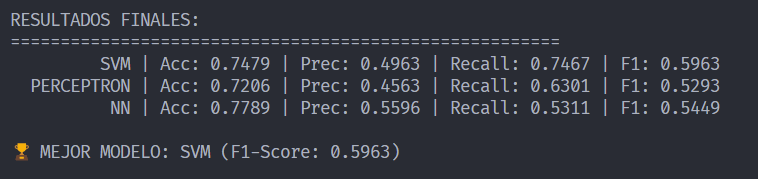 RESULTADOS FINALES:
=======================================================
SVM | Acc: 0.7479 | Prec: 0.4963 | Recall: 0.7467 | F1: 0.5963
PERCEPTRON | Acc: 0.7206 | Prec: 0.4563 | Recall: 0.6301 | F1: 0.5293
NN | Acc: 0.7789 | Prec: 0.5596 | Recall: 0.5311 | F1: 0.5449
🏆 MEJOR MODELO: SVM (F1-Score: 0.5963)